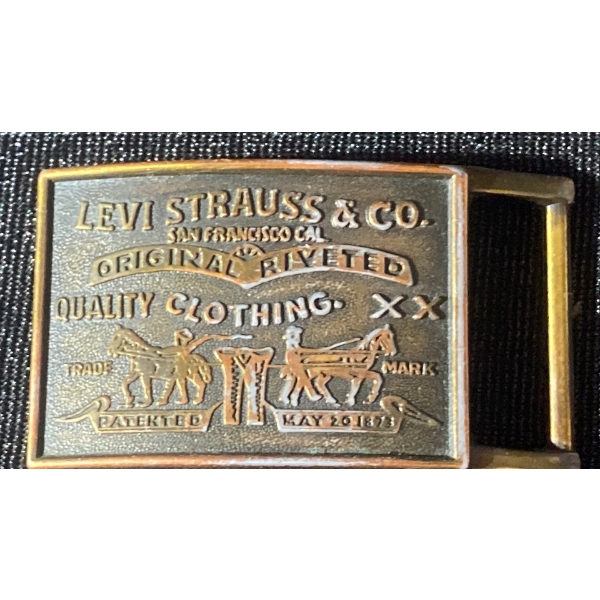 LEVI STRAUSS & CO.
SAN FRANCISCO CAL.
ORIGINAL RIVETED
QUALITY CLOTHING. XX
TRADE MARK
PATENTED MAY 20 1873